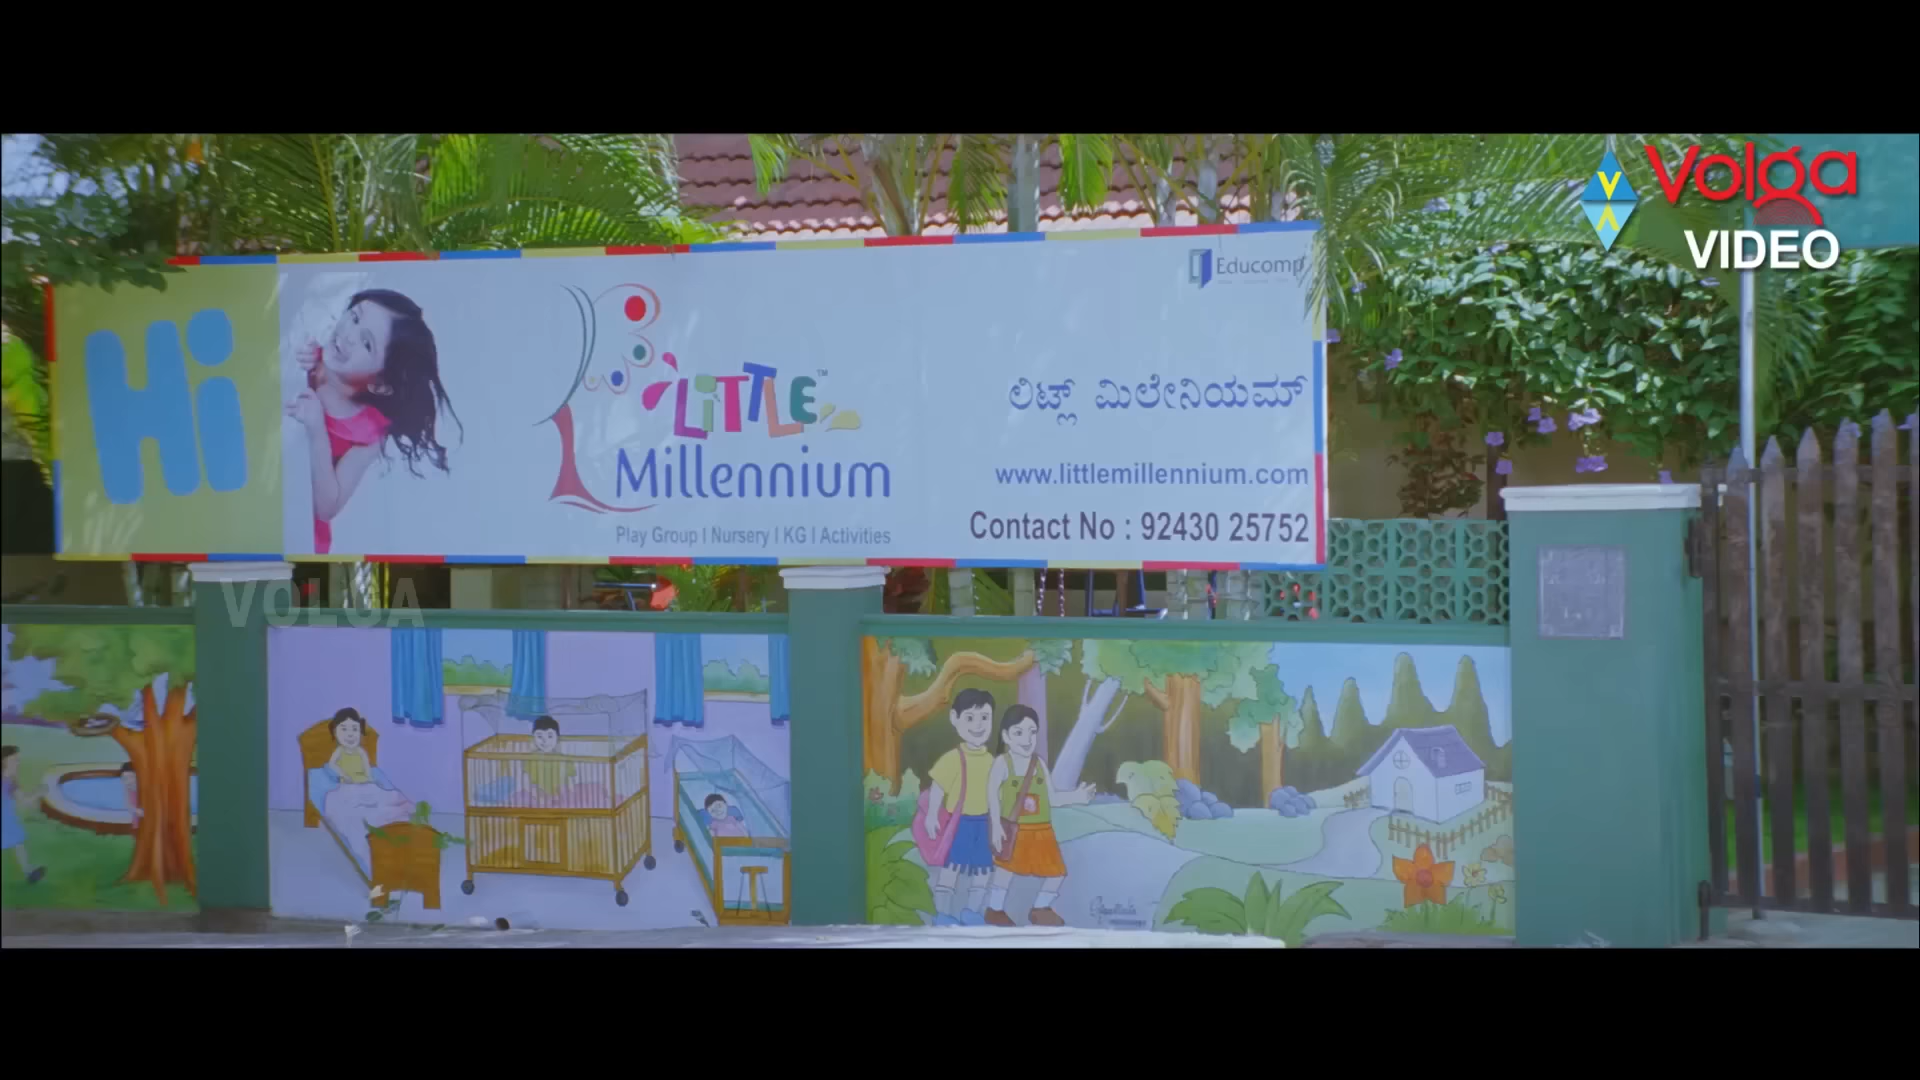 Volga
VIDEO
Educomp
Hi
LiTTLE™
Millennium
Play Group | Nursery | KG | Activities
ಲಿಟ್ಲ್ ಮಿಲೇನಿಯಮ್
www.littlemillennium.com
Contact No : 92430 25752
VOLGA